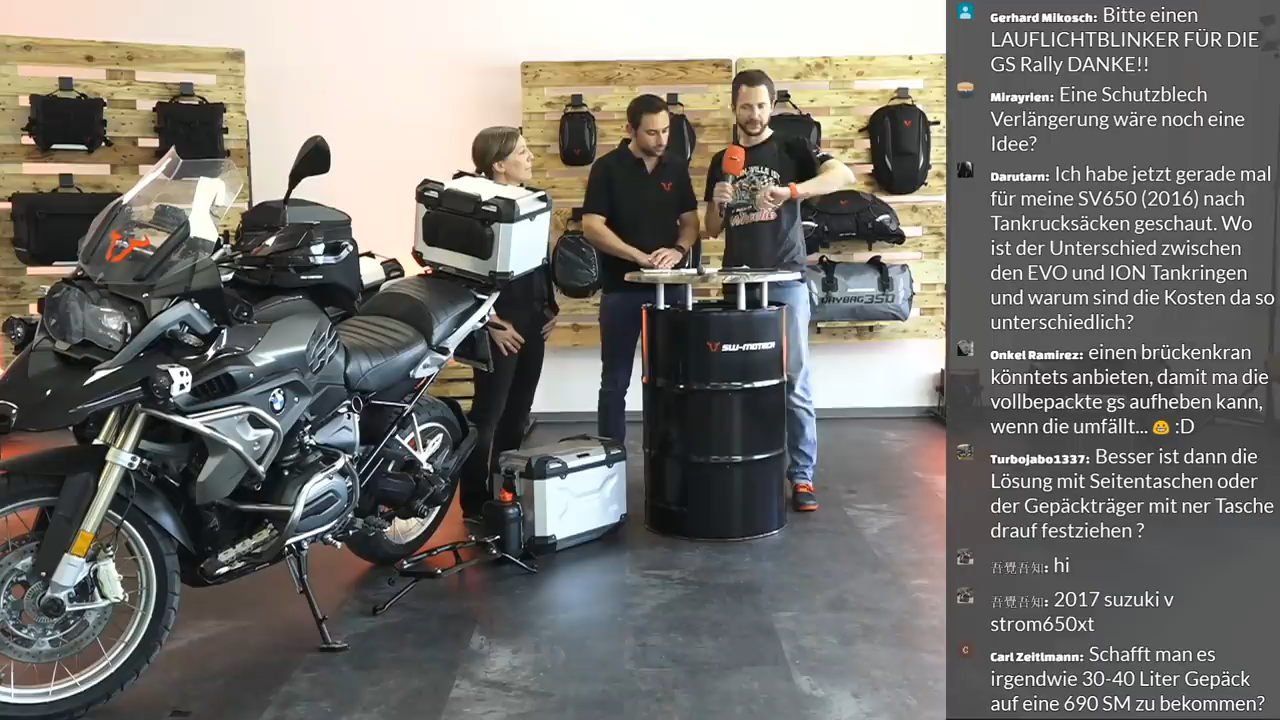 SW-MOTECH
DRYBAG350
Gerhard Mikosch: Bitte einen
LAUFLICHTBLINKER FÜR DIE
GS Rally DANKE!!
Mirayrien: Eine Schutzblech
Verlängerung wäre noch eine
Idee?
Darutarn: Ich habe jetzt gerade mal
für meine SV650 (2016) nach
Tankrucksäcken geschaut. Wo
ist der Unterschied zwischen
den EVO und ION Tankringen
und warum sind die Kosten da so
unterschiedlich?
Onkel Ramirez: einen brückenkran
könntets anbieten, damit ma die
vollbepackte gs aufheben kann,
wenn die umfällt... 😁 :D
Turbojabo1337: Besser ist dann die
Lösung mit Seitentaschen oder
der Gepäckträger mit ner Tasche
drauf festziehen ?
吾覺吾知: hi
吾覺吾知: 2017 suzuki v
strom650xt
Carl Zeitlmann: Schafft man es
irgendwie 30-40 Liter Gepäck
auf eine 690 SM zu bekommen?